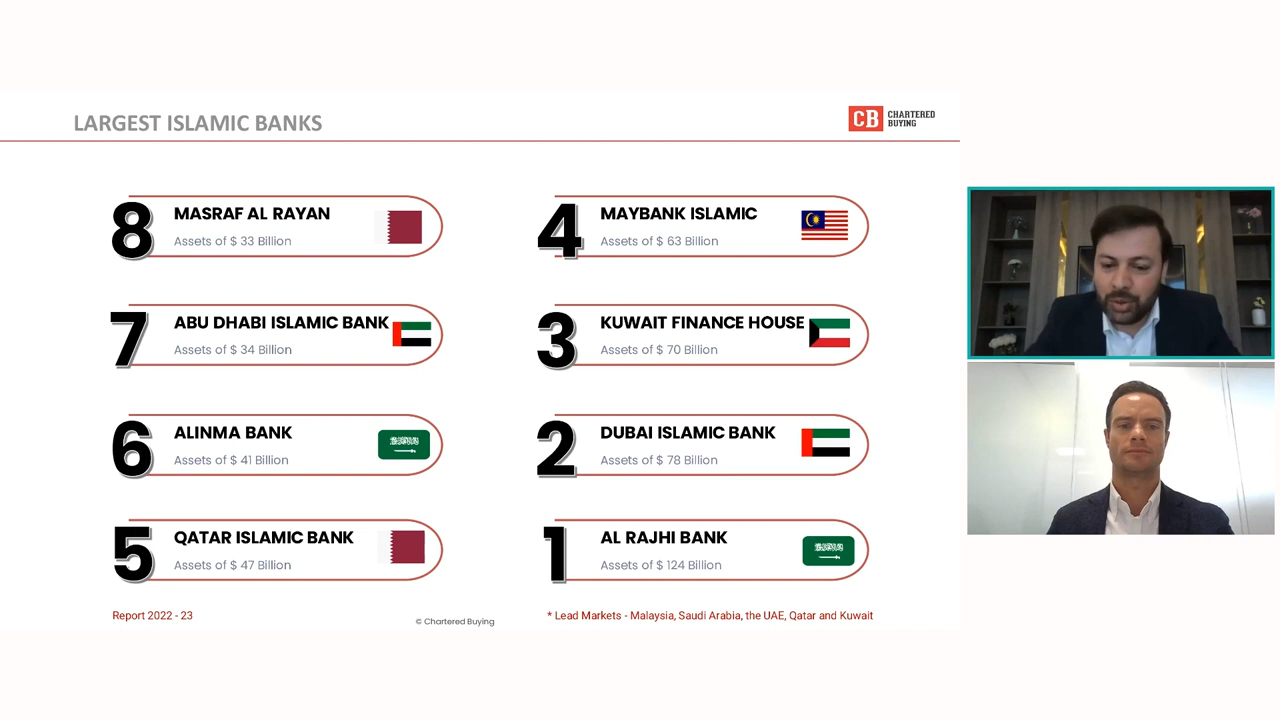 LARGEST ISLAMIC BANKS
CB CHARTERED
BUYING
8
MASRAF AL RAYAN
Assets of $ 33 Billion
7
ABU DHABI ISLAMIC BANK
Assets of $ 34 Billion
6
ALINMA BANK
Assets of $ 41 Billion
5
QATAR ISLAMIC BANK
Assets of $ 47 Billion
4
MAYBANK ISLAMIC
Assets of $ 63 Billion
3
KUWAIT FINANCE HOUSE
Assets of $ 70 Billion
2
DUBAI ISLAMIC BANK
Assets of $ 78 Billion
1
AL RAJHI BANK
Assets of $ 124 Billion
Report 2022 - 23
© Chartered Buying
* Lead Markets - Malaysia, Saudi Arabia, the UAE, Qatar and Kuwait